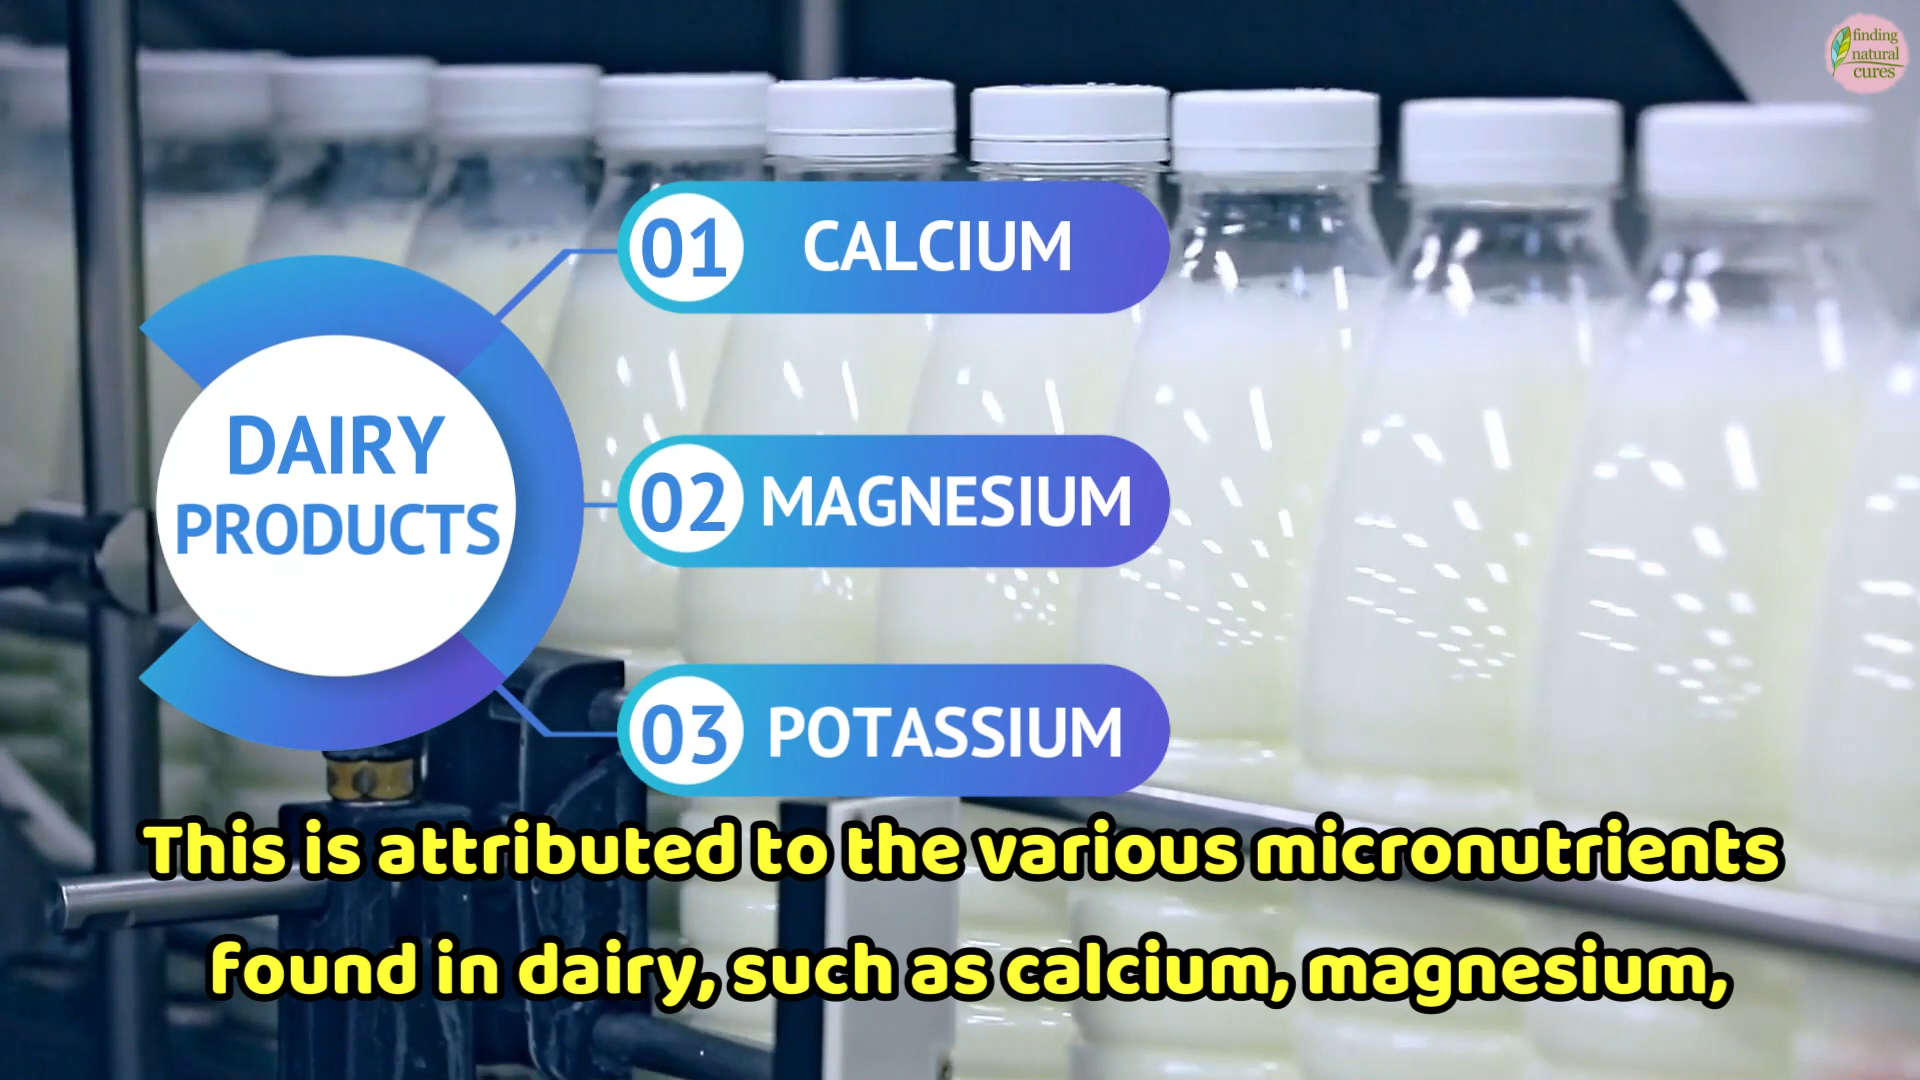 finding
natural
cures
01 CALCIUM
DAIRY
PRODUCTS
02 MAGNESIUM
03 POTASSIUM
This is attributed to the various micronutrients
found in dairy, such as calcium, magnesium,